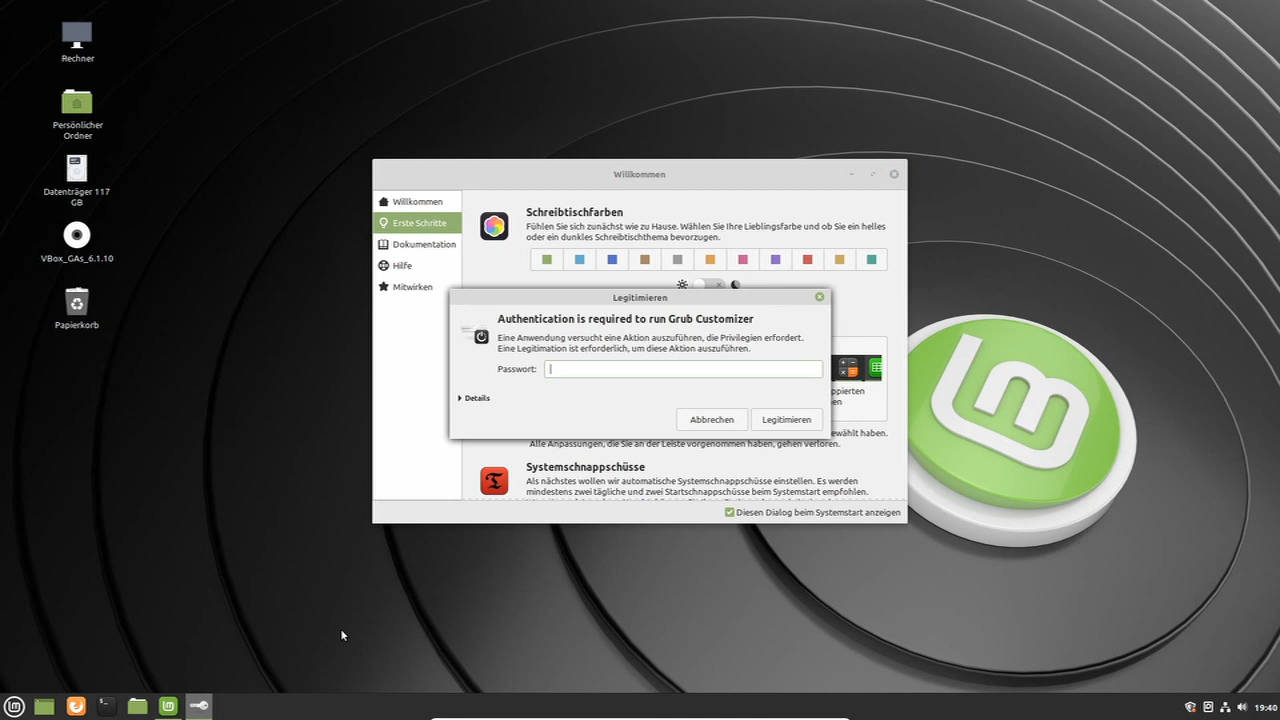 Rechner
Persönlicher
Ordner
Datenträger 117
GB
VBox_GAs_6.1.10
Papierkorb
Willkommen
Willkommen
Erste Schritte
Dokumentation
Hilfe
Mitwirken
Schreibtischfarben
Fühlen Sie sich zunächst wie zu Hause. Wählen Sie Ihre Lieblingsfarbe und ob Sie ein helles
oder ein dunkles Schreibtischthema bevorzugen.
Legitimieren
Authentication is required to run Grub Customizer
Eine Anwendung versucht eine Aktion auszuführen, die Privilegien erfordert.
Eine Legitimation ist erforderlich, um diese Aktion auszuführen.
Passwort:
Details
Abbrechen
Legitimieren
Alle Anpassungen, die Sie an der Leiste vorgenommen haben, gehen verloren.
Systemschnappschüsse
Als nächstes wollen wir automatische Systemschnappschüsse einstellen. Es werden
mindestens zwei tägliche und zwei Startschnappschüsse beim Systemstart empfohlen.
Diesen Dialog beim Systemstart anzeigen
19:40